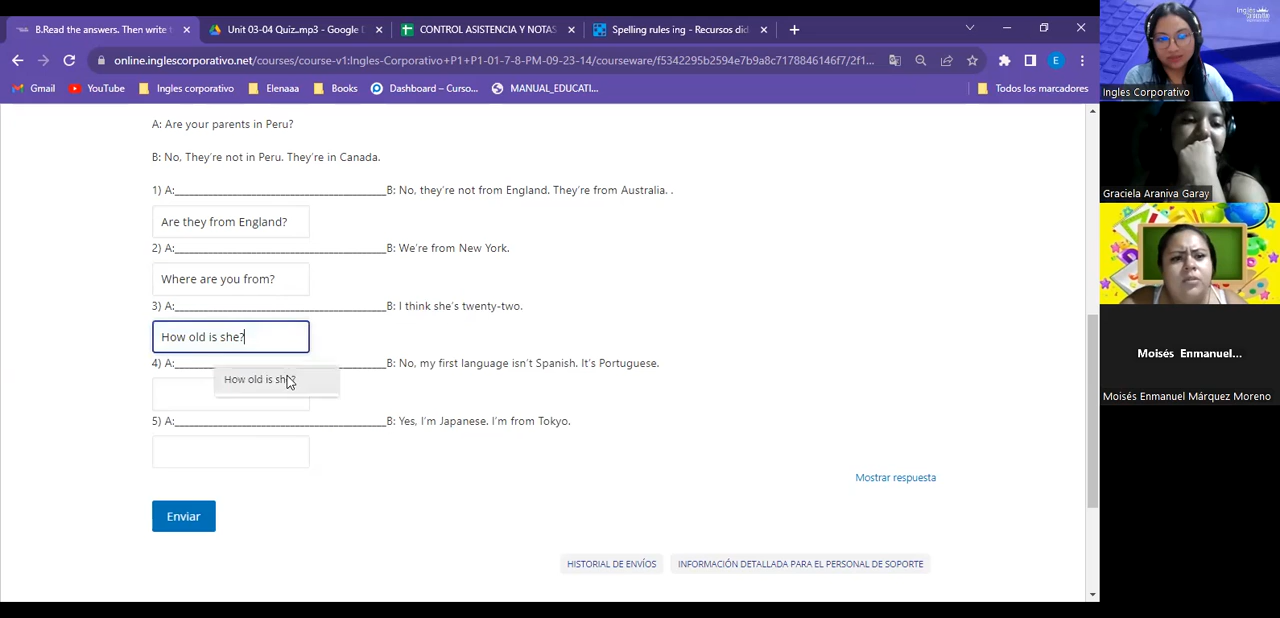 B.Read the answers. Then write t
Unit 03-04 Quiz.mp3 - Google
CONTROL ASISTENCIA Y NOTAS
Spelling rules ing - Recursos did
online.inglescorporativo.net/courses/course-v1:Ingles-Corporativo+P1+P1-01-7-8-PM-09-23-14/courseware/f5342295b2594e7b9a8c7178846146f7/2f1...
E
Gmail
YouTube
Ingles corporativo
Elenaaa
Books
Dashboard – Curso...
MANUAL_EDUCATI...
Todos los marcadores
A: Are your parents in Peru?
B: No, They're not in Peru. They're in Canada.
1) A:________________________________________B: No, they're not from England. They're from Australia. .
Are they from England?
2) A:________________________________________B: We're from New York.
Where are you from?
3) A:________________________________________B: I think she's twenty-two.
How old is she?
4) A:________________________________________B: No, my first language isn't Spanish. It's Portuguese.
How old is she?
5) A:________________________________________B: Yes, I'm Japanese. I'm from Tokyo.
Mostrar respuesta
Enviar
HISTORIAL DE ENVÍOS
INFORMACIÓN DETALLADA PARA EL PERSONAL DE SOPORTE
Ingles Corporativo
Graciela Araniva Garay
Moisés Enmanuel...
Moisés Enmanuel Márquez Moreno